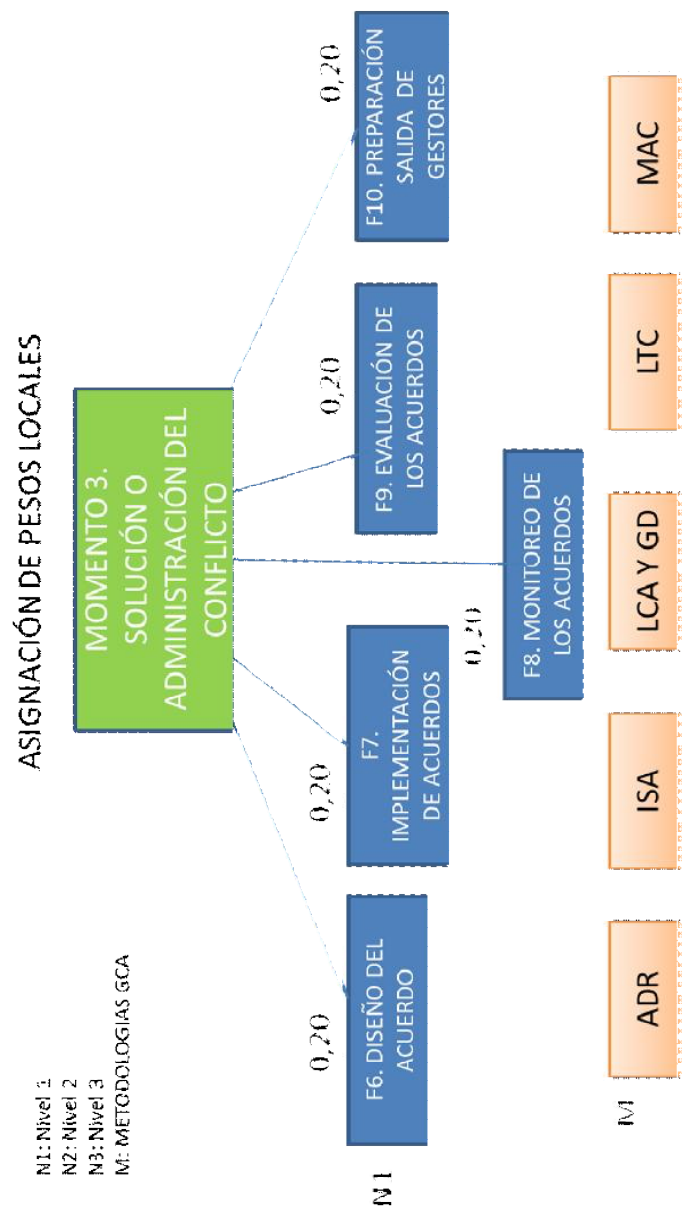 ASIGNACIÓN DE PESOS LOCALES
N1: Nivel 1
N2: Nivel 2
N3: Nivel 3
M: METODOLOGIAS GCA
MOMENTO 3.
SOLUCIÓN O
ADMINISTRACIÓN DEL
CONFLICTO
N1
0,20
F6. DISEÑO DEL
ACUERDO
0,20
F7.
IMPLEMENTACIÓN
DE ACUERDOS
0,20
F8. MONITOREO DE
LOS ACUERDOS
0,20
F9. EVALUACIÓN DE
LOS ACUERDOS
0,20
F10. PREPARACIÓN
SALIDA DE
GESTORES
M
ADR
ISA
LCA Y GD
LTC
MAC